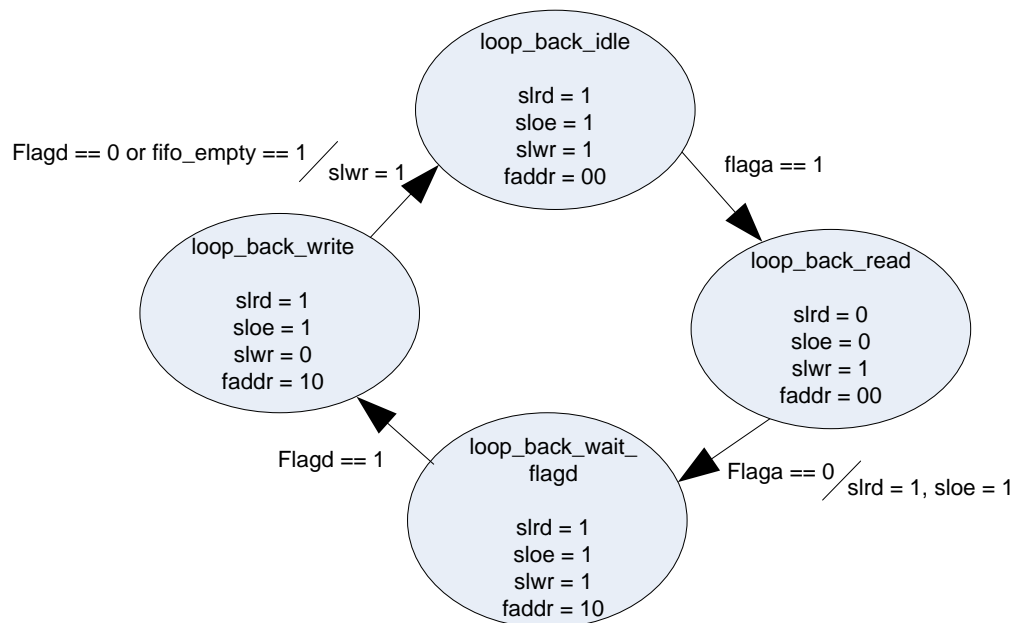 loop_back_idle
slrd = 1
sloe = 1
slwr = 1
faddr = 00
Flagd == 0 or fifo_empty == 1
slwr = 1
flaga == 1
loop_back_write
slrd = 1
sloe = 1
slwr = 0
faddr = 10
loop_back_read
slrd = 0
sloe = 0
slwr = 1
faddr = 00
Flagd == 1
loop_back_wait_
flagd
slrd = 1
sloe = 1
slwr = 1
faddr = 10
Flaga == 0
slrd = 1, sloe = 1